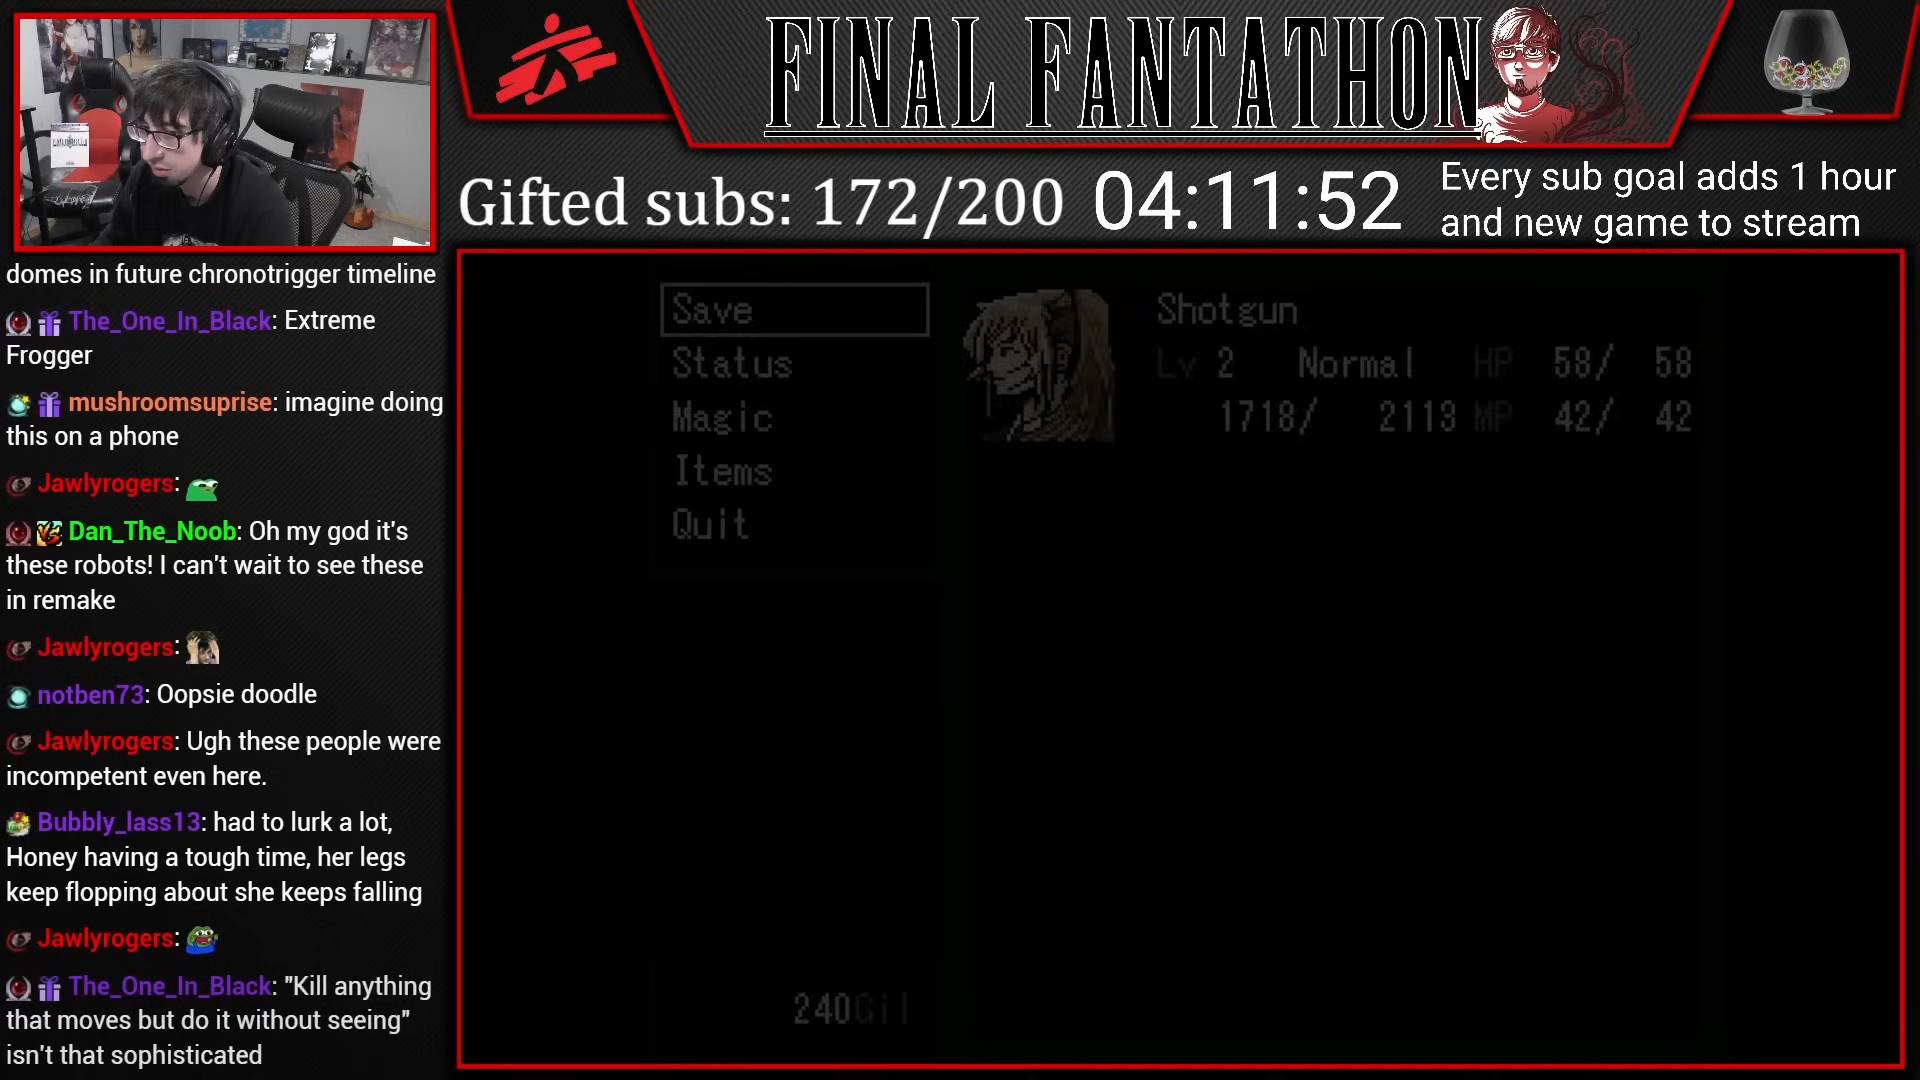 FINAL FANTATHON
Gifted subs: 172/200
04:11:52
Every sub goal adds 1 hour
and new game to stream
domes in future chronotrigger timeline
The_One_In_Black: Extreme
Frogger
mushroomsuprise: imagine doing
this on a phone
Jawlyrogers:
Dan_The_Noob: Oh my god it's
these robots! I can't wait to see these
in remake
Jawlyrogers:
notben73: Oopsie doodle
Jawlyrogers: Ugh these people were
incompetent even here.
Bubbly_lass13: had to lurk a lot,
Honey having a tough time, her legs
keep flopping about she keeps falling
Jawlyrogers:
The_One_In_Black: "Kill anything
that moves but do it without seeing"
isn't that sophisticated
Save
Status
Magic
Items
Quit
Shotgun
Lv 2 Normal HP 58/ 58
1718/ 2113 MP 42/ 42
240Gil